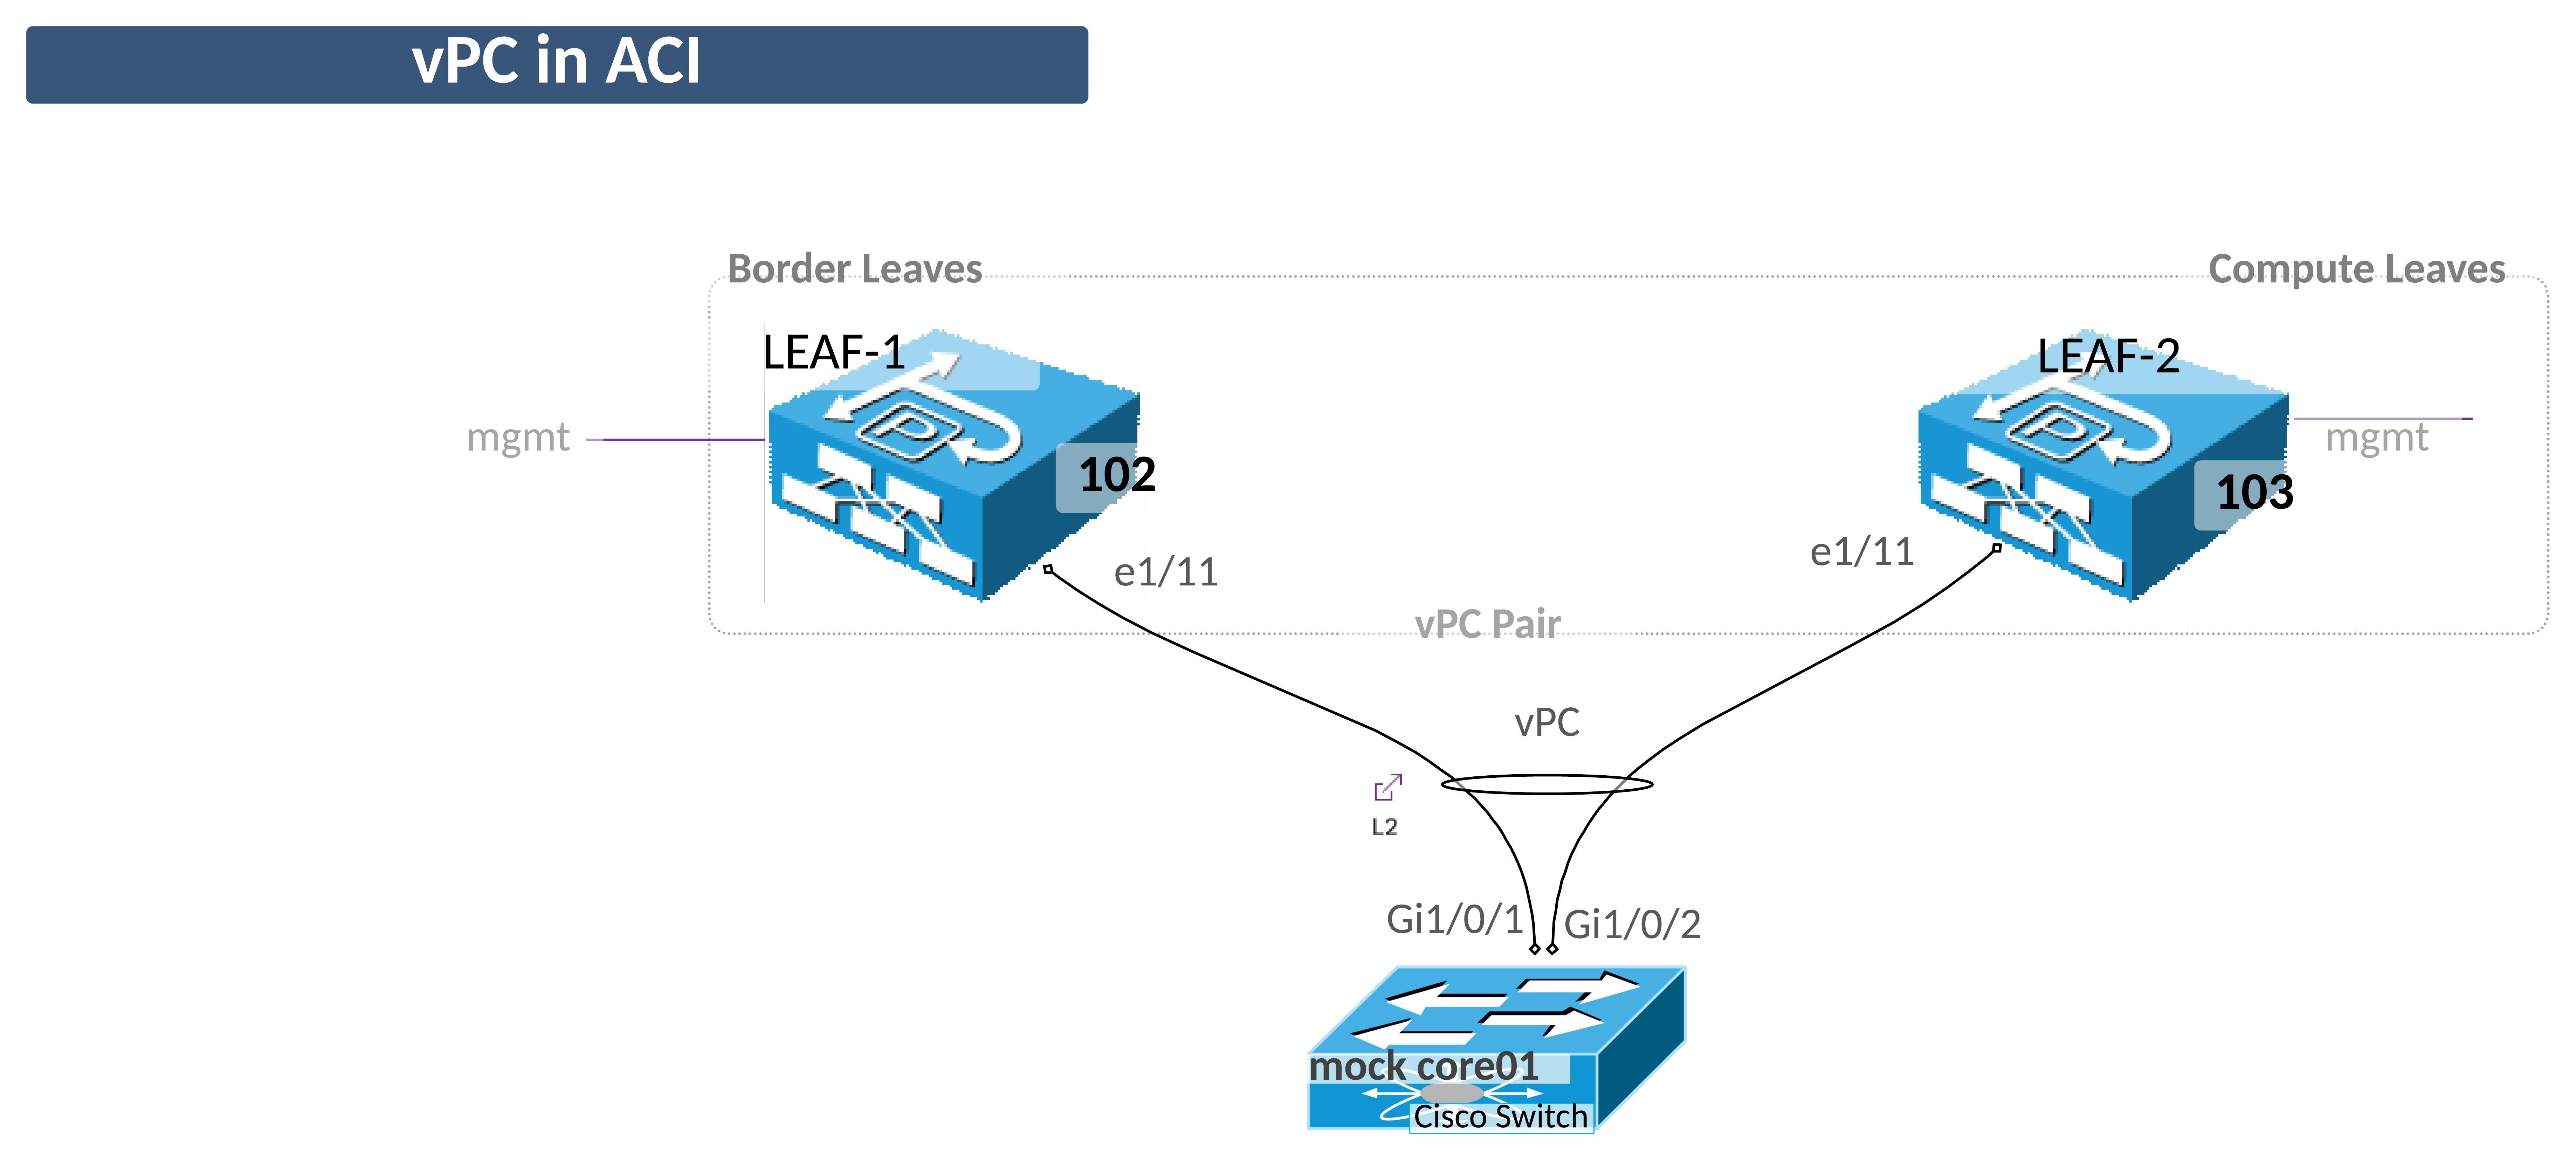 vPC in ACI
Border Leaves
Compute Leaves
LEAF-1
LEAF-2
mgmt
mgmt
102
103
e1/11
e1/11
vPC Pair
vPC
L2
Gi1/0/1
Gi1/0/2
mock core01
Cisco Switch